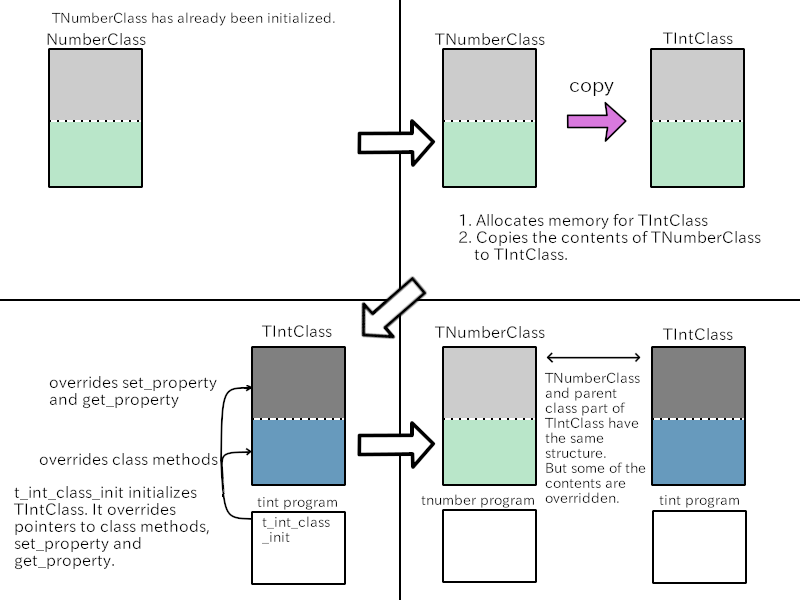 TNumberClass has already been initialized.
NumberClass
TNumberClass
TIntClass
copy
1. Allocates memory for TIntClass
2. Copies the contents of TNumberClass
to TIntClass.
TIntClass
overrides set_property
and get_property
overrides class methods
t_int_class_init initializes
TIntClass. It overrides
pointers to class methods,
set_property and
get_property.
tint program
t_int_class
_init
TNumberClass
TIntClass
TNumberClass
and parent
class part of
TIntClass have
the same
structure.
But some of the
contents are
overridden.
tnumber program
tint program